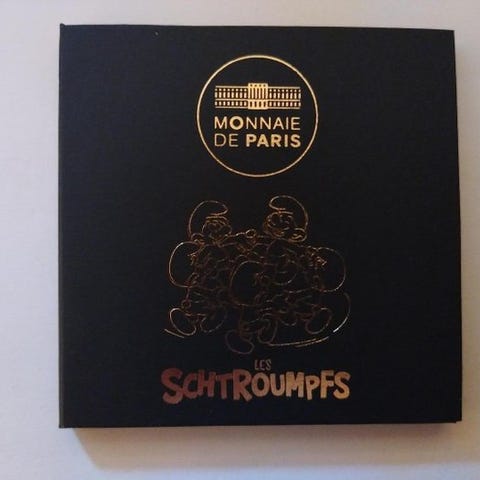 MONNAIE
DE PARIS
LES
SCHTROUMPFS